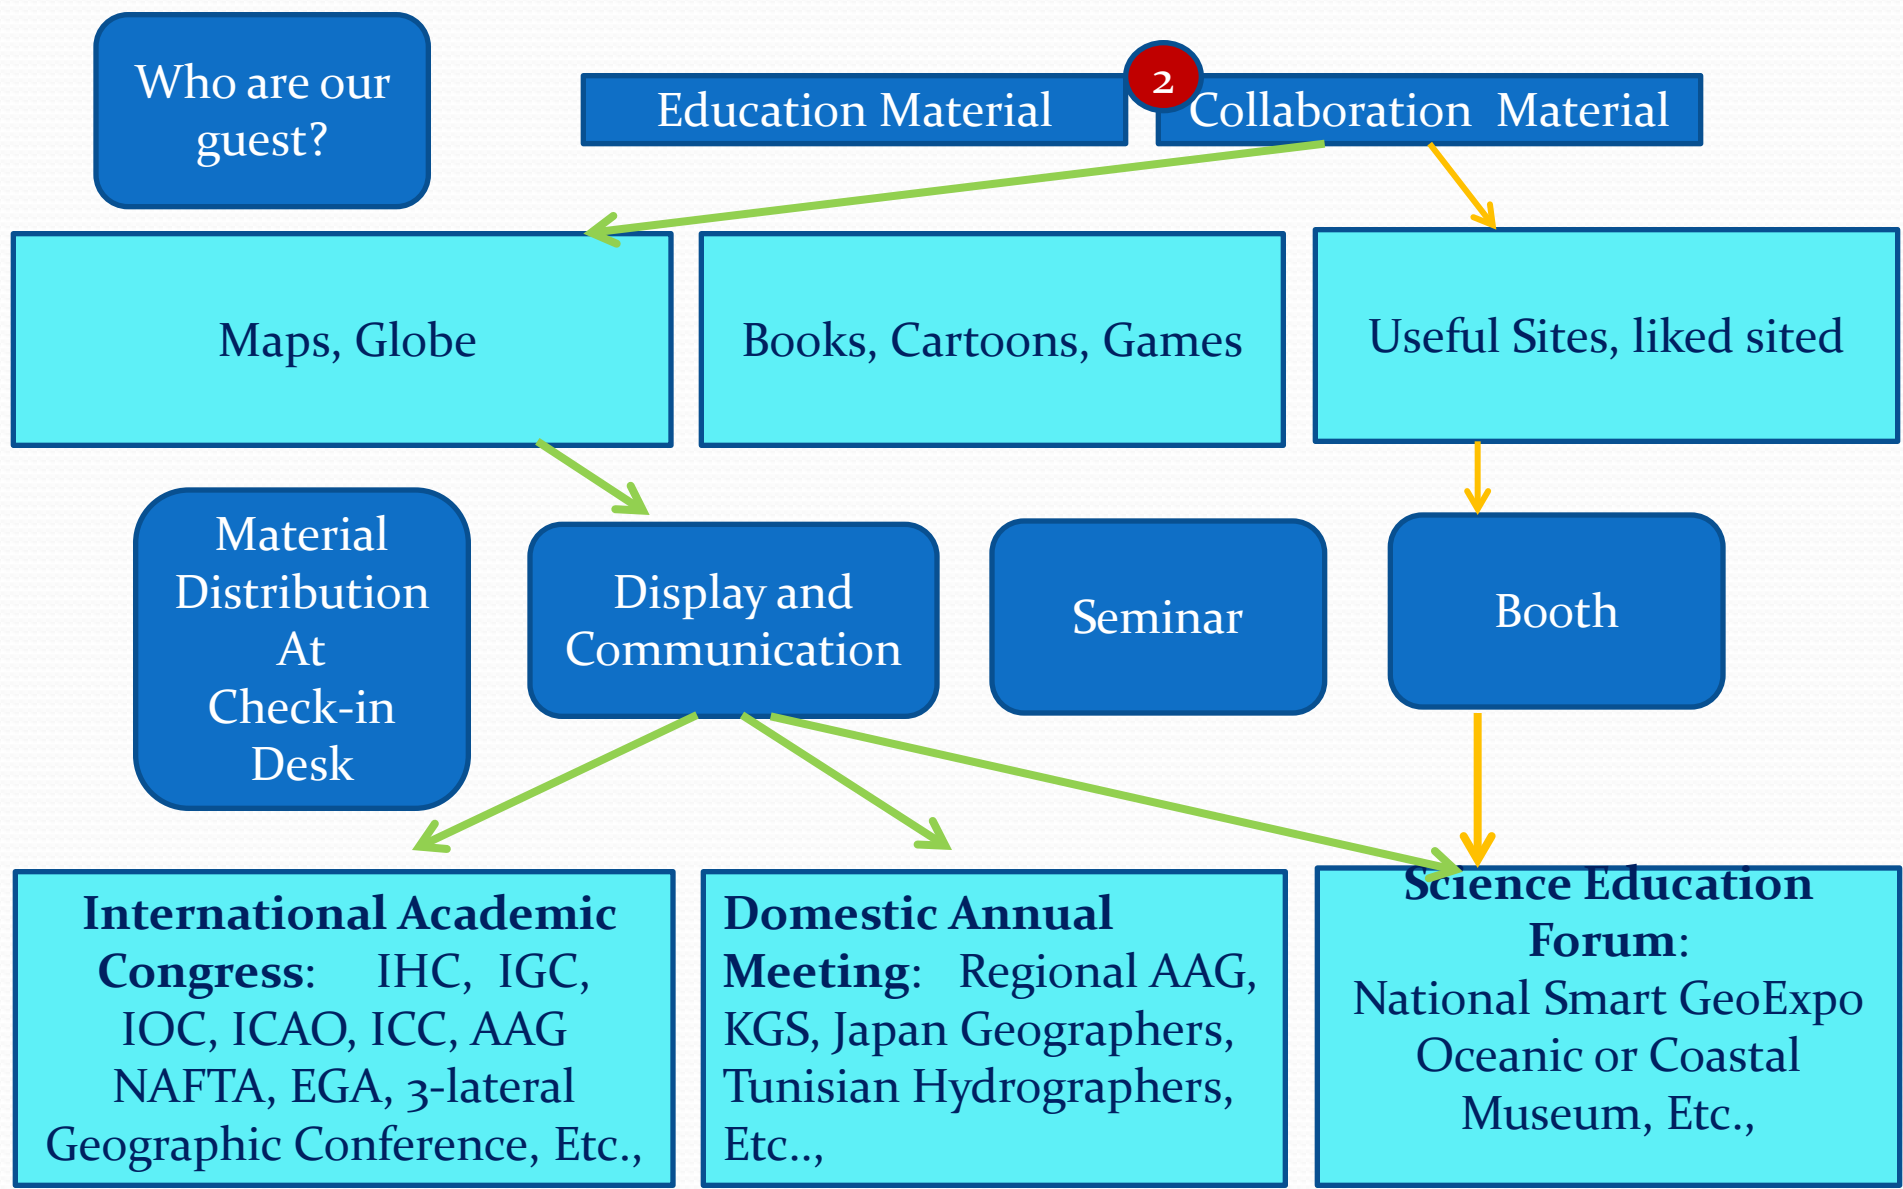 Who are our
guest?
Education Material
2
Collaboration  Material
Maps, Globe
Books, Cartoons, Games
Useful Sites, liked sited
Material
Distribution
At
Check-in
Desk
Display and
Communication
Seminar
Booth
International Academic
Congress:    IHC,  IGC,
IOC, ICAO, ICC, AAG
NAFTA, EGA, 3-lateral
Geographic Conference, Etc.,
Domestic Annual
Meeting:   Regional AAG,
KGS, Japan Geographers,
Tunisian Hydrographers,
Etc..,
Science Education
Forum:
National Smart GeoExpo
Oceanic or Coastal
Museum, Etc.,